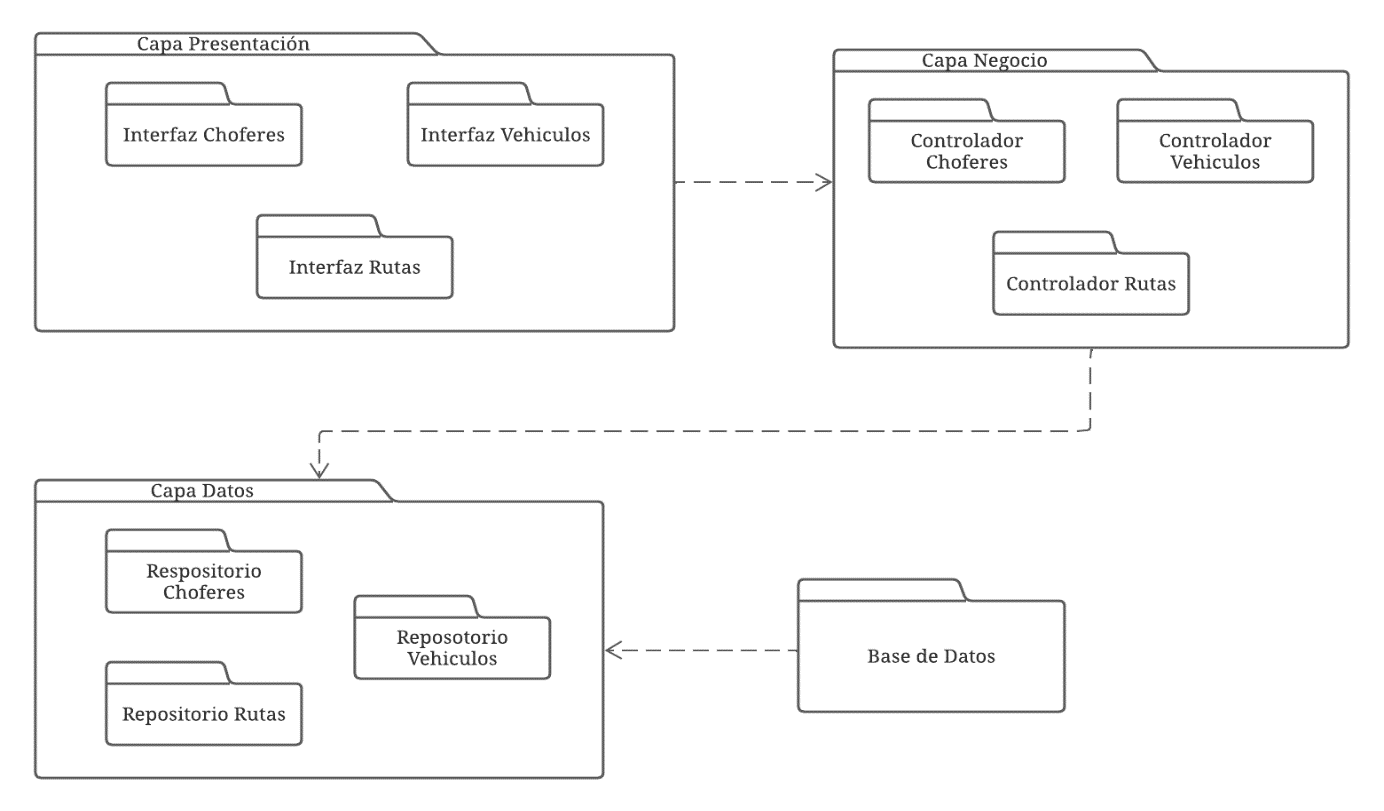 Capa Presentación
Interfaz Choferes
Interfaz Vehiculos
Interfaz Rutas
Capa Negocio
Controlador
Choferes
Controlador
Vehiculos
Controlador Rutas
Capa Datos
Respositorio
Choferes
Reposotorio
Vehiculos
Repositorio Rutas
Base de Datos